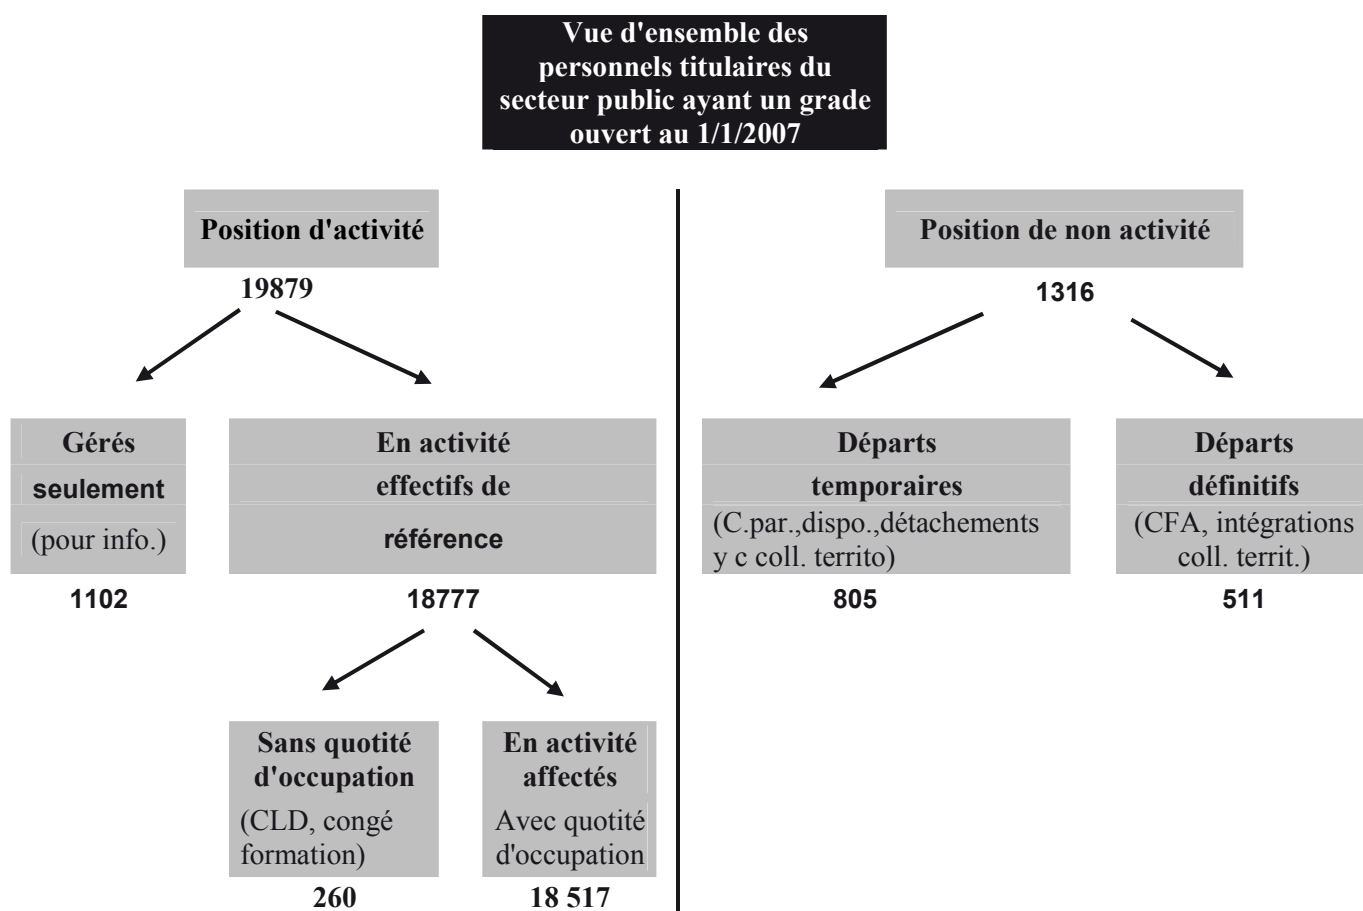 Vue d'ensemble des
personnels titulaires du
secteur public ayant un grade
ouvert au 1/1/2007
Position d'activité
19879
Position de non activité
1316
Gérés
seulement
(pour info.)
1102
En activité
effectifs de
référence
18777
Départs
temporaires
(C.par.,dispo.,détachements
y c coll. territo)
805
Départs
définitifs
(CFA, intégrations
coll. territ.)
511
Sans quotité
d'occupation
(CLD, congé
formation)
260
En activité
affectés
Avec quotité
d'occupation
18 517